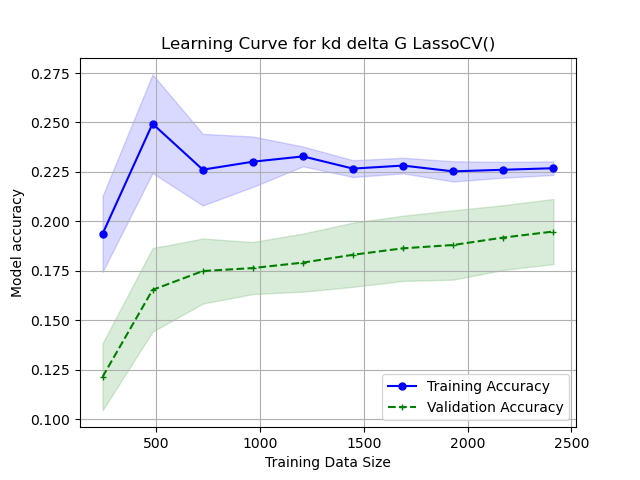 Learning Curve for kd delta G LassoCV()
0.275
0.250
0.225
0.200
0.175
0.150
0.125
0.100
Model accuracy
Training Accuracy
Validation Accuracy
500 1000 1500 2000 2500
Training Data Size